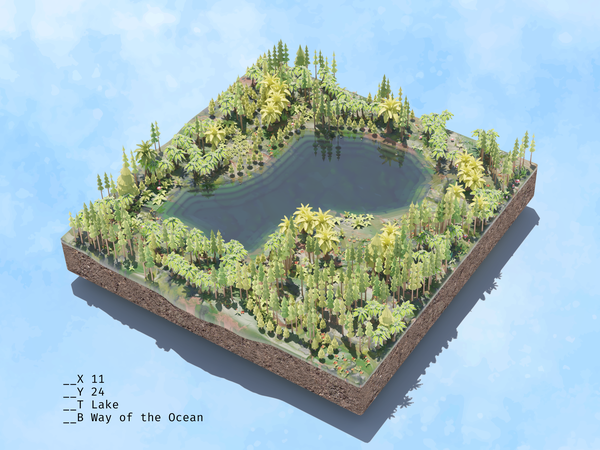 __X 11
__Y 24
__T Lake
__B Way of the Ocean